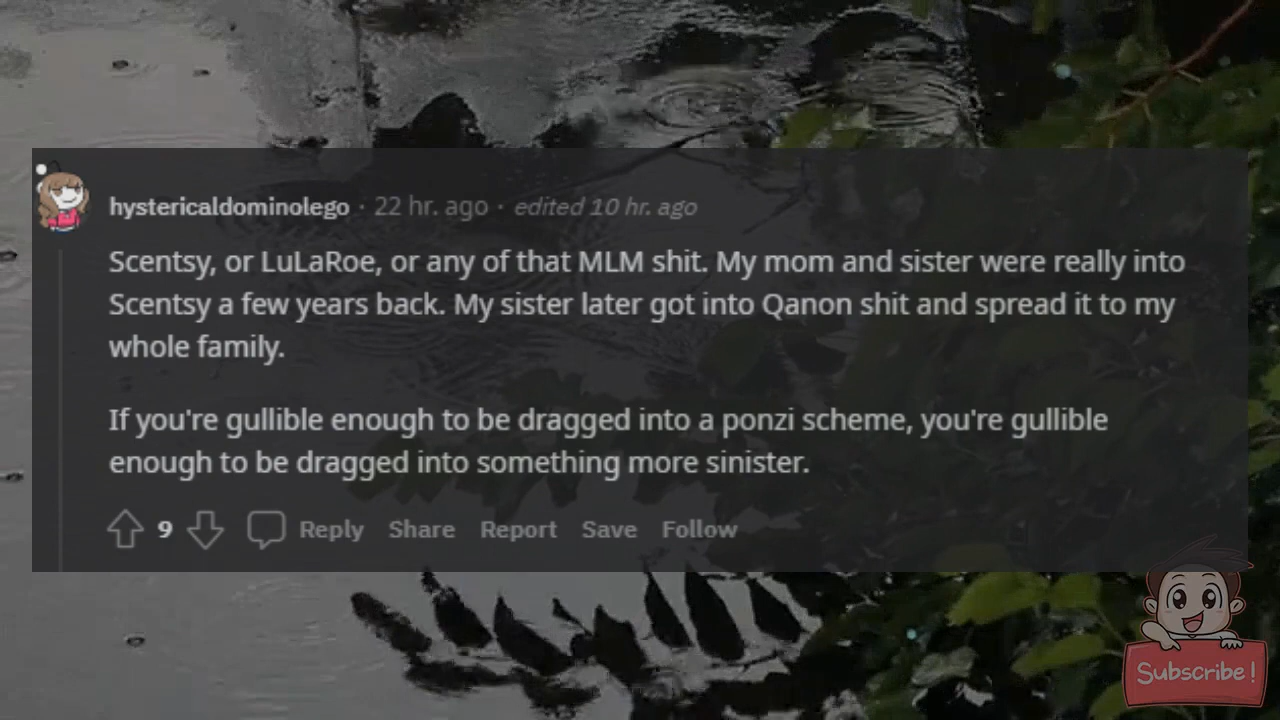 hystericaldominolego · 22 hr. ago · edited 10 hr. ago
Scentsy, or LuLaRoe, or any of that MLM shit. My mom and sister were really into
Scentsy a few years back. My sister later got into Qanon shit and spread it to my
whole family.
If you're gullible enough to be dragged into a ponzi scheme, you're gullible
enough to be dragged into something more sinister.
9 Reply Share Report Save Follow
Subscribe!